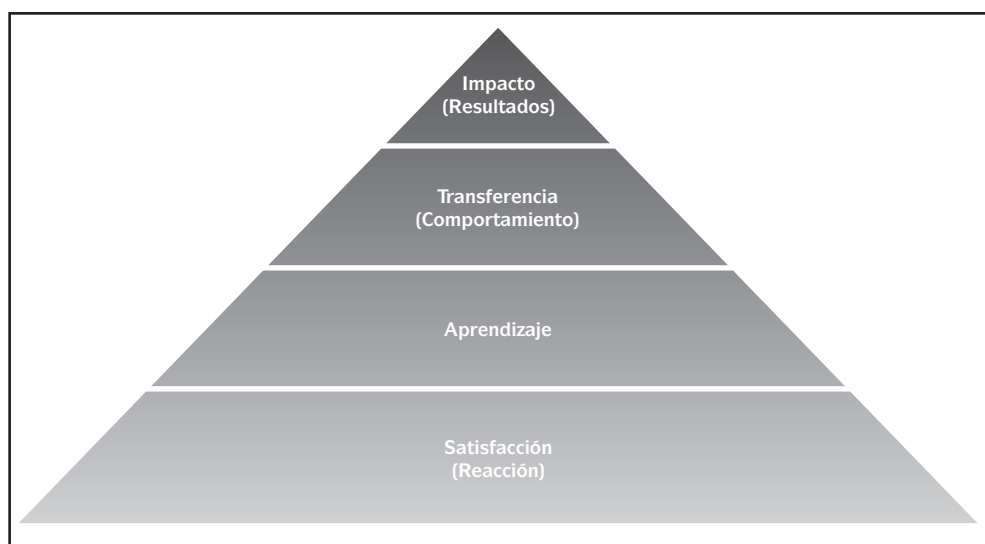 Impacto
(Resultados)
Transferencia
(Comportamiento)
Aprendizaje
Satisfacción
(Reacción)